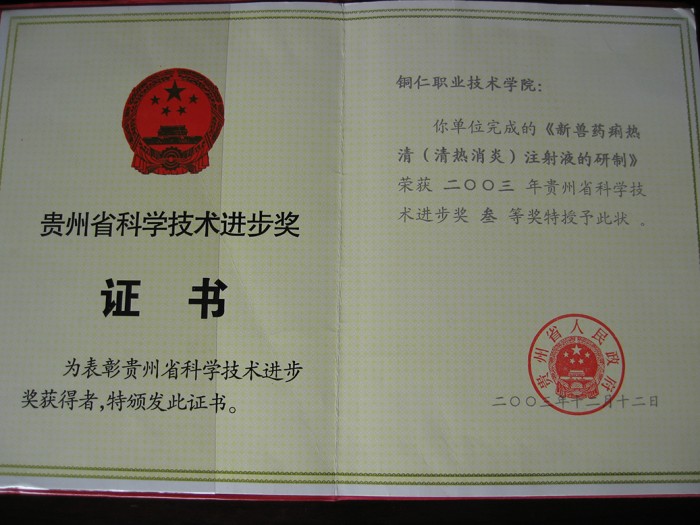 贵州省科学技术进步奖
证 书
为表彰贵州省科学技术进步
奖获得者,特颁发此证书。
铜仁职业技术学院:
你单位完成的《新兽药痢热
清(清热消炎)注射液的研制》
荣获 二〇〇三 年贵州省科学技
术进步奖 叁 等奖特授予此状 。
贵州省人民政府
二〇〇三年十二月十二日